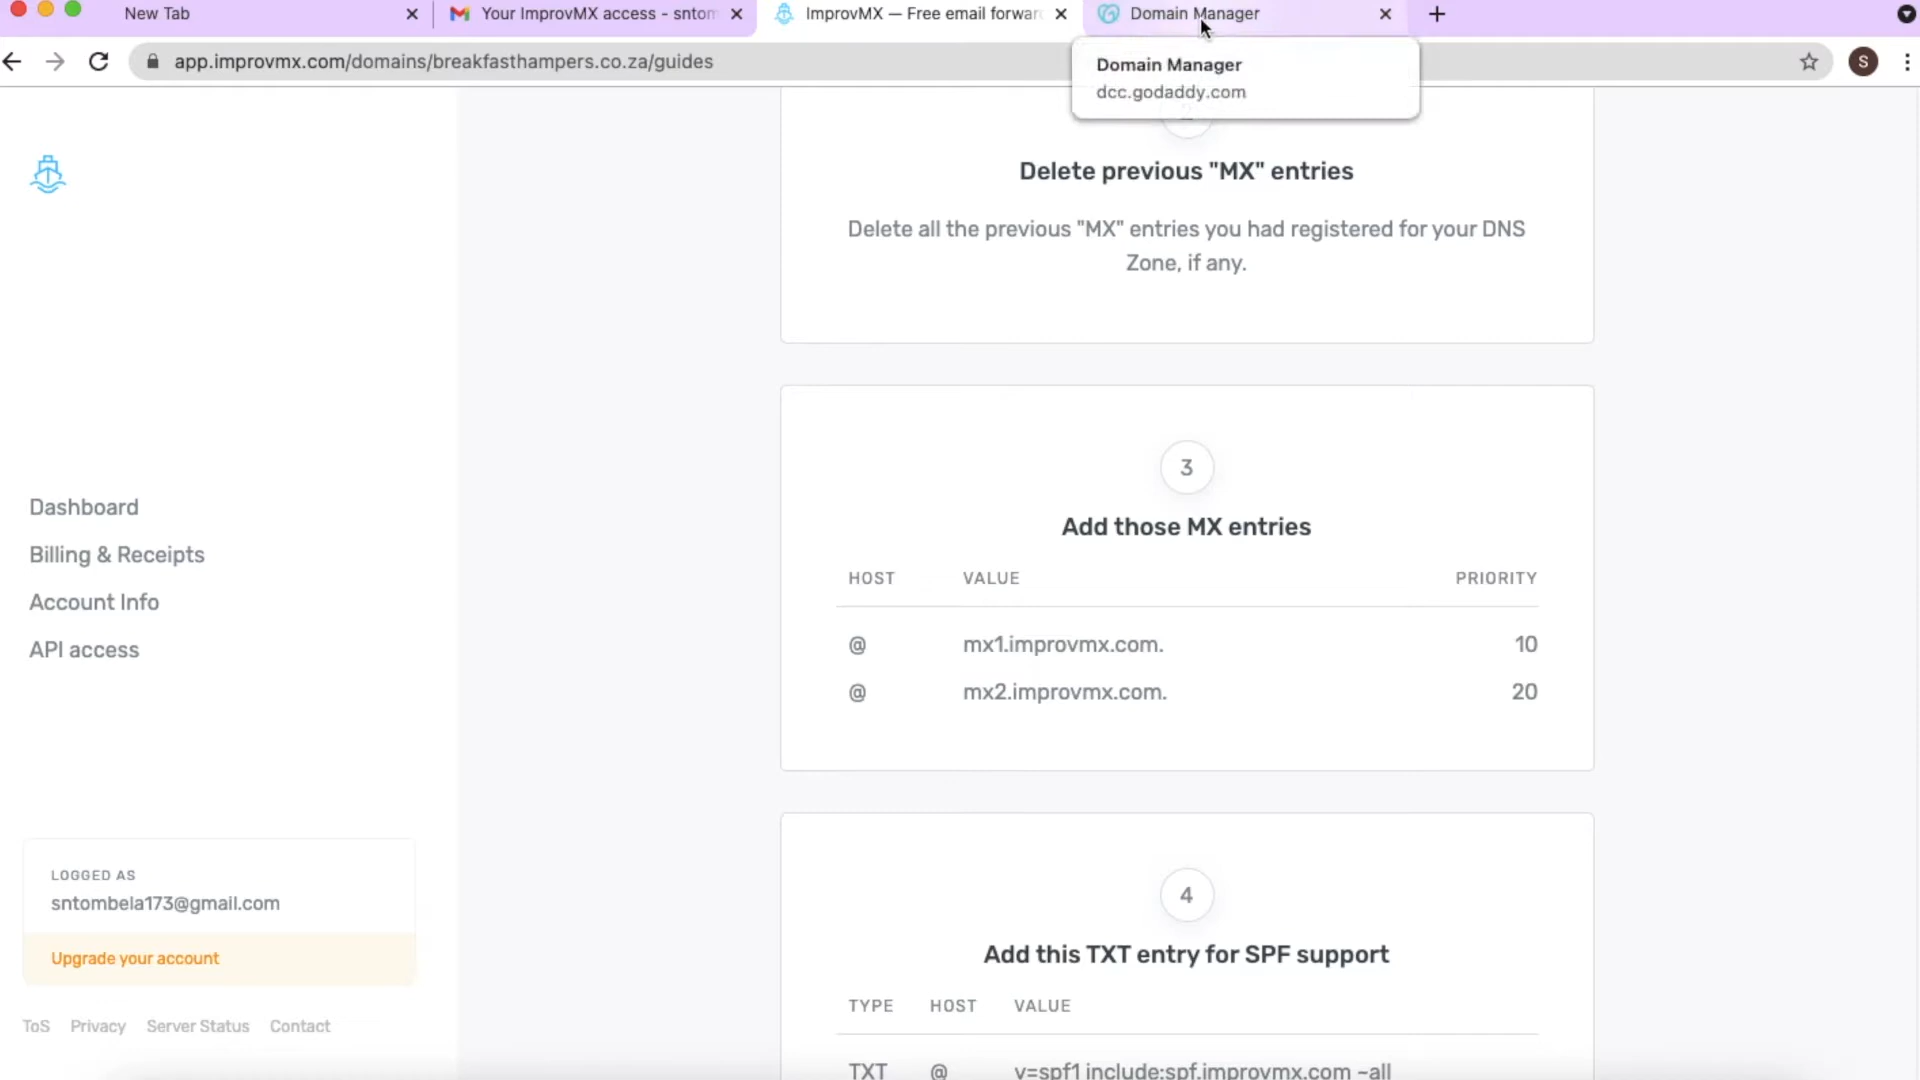 New Tab
Your ImprovMX access - sntom
ImprovMX — Free email forwar
Domain Manager
app.improvmx.com/domains/breakfasthampers.co.za/guides
S
Domain Manager
dcc.godaddy.com
Delete previous "MX" entries
Delete all the previous "MX" entries you had registered for your DNS
Zone, if any.
3
Add those MX entries
HOST VALUE PRIORITY
@ mx1.improvmx.com. 10
@ mx2.improvmx.com. 20
4
Add this TXT entry for SPF support
TYPE HOST VALUE
TXT @ v=spf1 include:spf.improvmx.com ~all
Dashboard
Billing & Receipts
Account Info
API access
LOGGED AS
sntombela173@gmail.com
Upgrade your account
ToS Privacy Server Status Contact